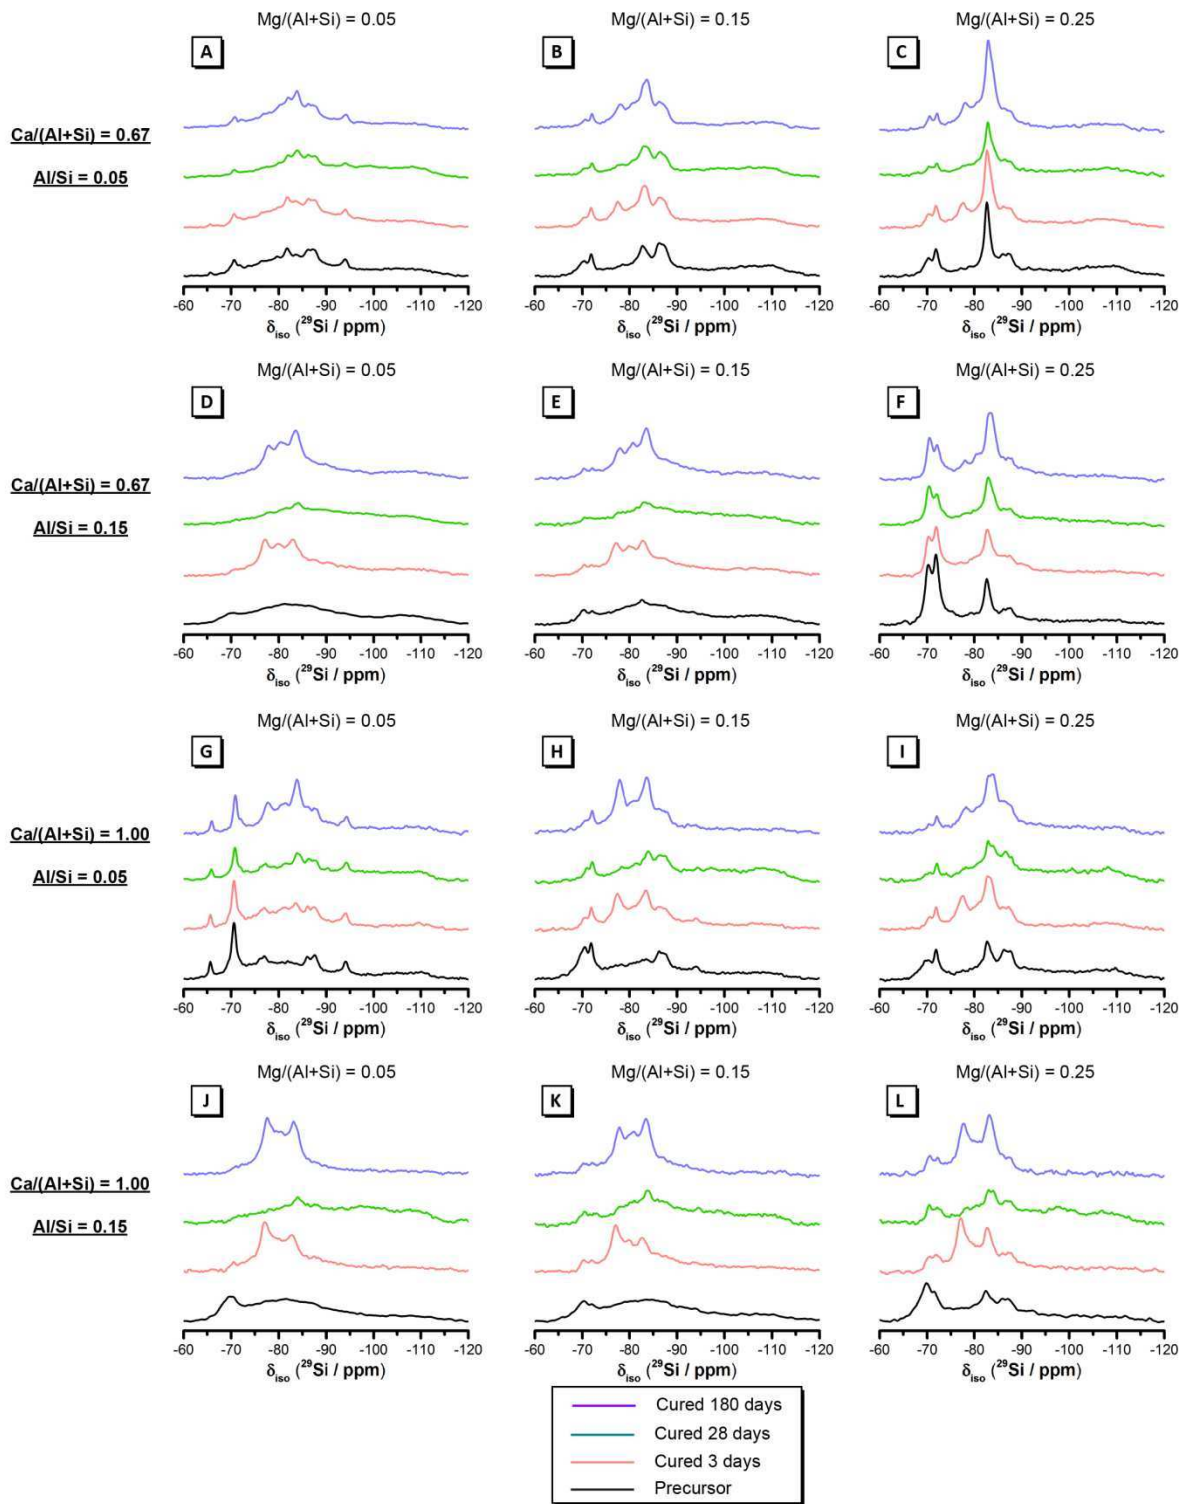 Mg/(Al+Si) = 0.05 Mg/(Al+Si) = 0.15 Mg/(Al+Si) = 0.25
A B C
Ca/(Al+Si) = 0.67
Al/Si = 0.05
-60 -70 -80 -90 -100 -110 -120 -60 -70 -80 -90 -100 -110 -120 -60 -70 -80 -90 -100 -110 -120
δiso (29Si / ppm) δiso (29Si / ppm) δiso (29Si / ppm)
Mg/(Al+Si) = 0.05 Mg/(Al+Si) = 0.15 Mg/(Al+Si) = 0.25
D E F
Ca/(Al+Si) = 0.67
Al/Si = 0.15
-60 -70 -80 -90 -100 -110 -120 -60 -70 -80 -90 -100 -110 -120 -60 -70 -80 -90 -100 -110 -120
δiso (29Si / ppm) δiso (29Si / ppm) δiso (29Si / ppm)
Mg/(Al+Si) = 0.05 Mg/(Al+Si) = 0.15 Mg/(Al+Si) = 0.25
G H I
Ca/(Al+Si) = 1.00
Al/Si = 0.05
-60 -70 -80 -90 -100 -110 -120 -60 -70 -80 -90 -100 -110 -120 -60 -70 -80 -90 -100 -110 -120
δiso (29Si / ppm) δiso (29Si / ppm) δiso (29Si / ppm)
Mg/(Al+Si) = 0.05 Mg/(Al+Si) = 0.15 Mg/(Al+Si) = 0.25
J K L
Ca/(Al+Si) = 1.00
Al/Si = 0.15
-60 -70 -80 -90 -100 -110 -120 -60 -70 -80 -90 -100 -110 -120 -60 -70 -80 -90 -100 -110 -120
δiso (29Si / ppm) δiso (29Si / ppm) δiso (29Si / ppm)
Cured 180 days
Cured 28 days
Cured 3 days
Precursor